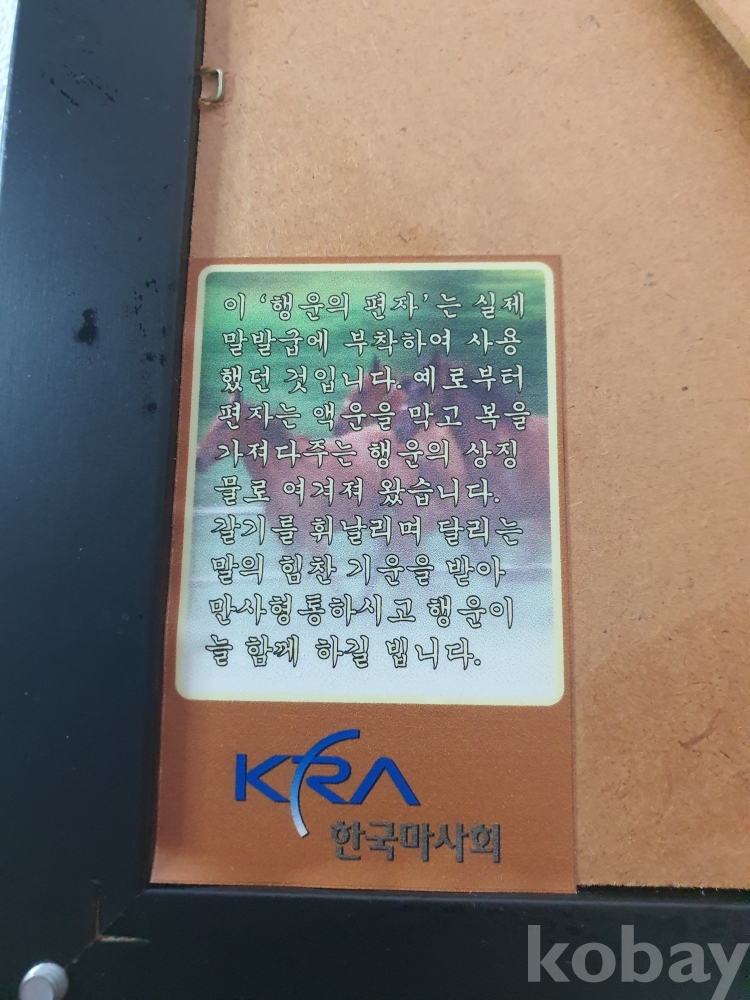 이 '행운의 편자'는 실제
말발굽에 부착하여 사용
했던 것입니다. 예로부터
편자는 액운을 막고 복을
가져다주는 행운의 상징
물로 여겨져 왔습니다.
갈기를 휘날리며 달리는
말의 힘찬 기운을 받아
만사형통하시고 행운이
늘 함께 하길 빕니다.
KRA
한국마사회
kobay